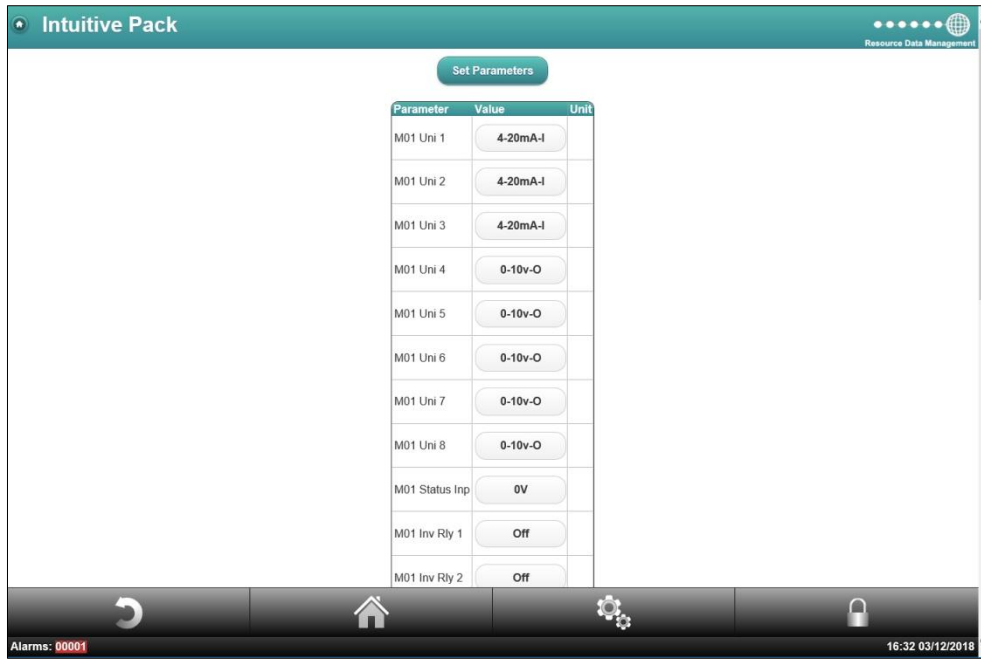 Intuitive Pack
Resource Data Management
Set Parameters
Parameter Value Unit
M01 Uni 1 4-20mA-I
M01 Uni 2 4-20mA-I
M01 Uni 3 4-20mA-I
M01 Uni 4 0-10v-O
M01 Uni 5 0-10v-O
M01 Uni 6 0-10v-O
M01 Uni 7 0-10v-O
M01 Uni 8 0-10v-O
M01 Status Inp 0V
M01 Inv Rly 1 Off
M01 Inv Rly 2 Off
Alarms: 00001 16:32 03/12/2018